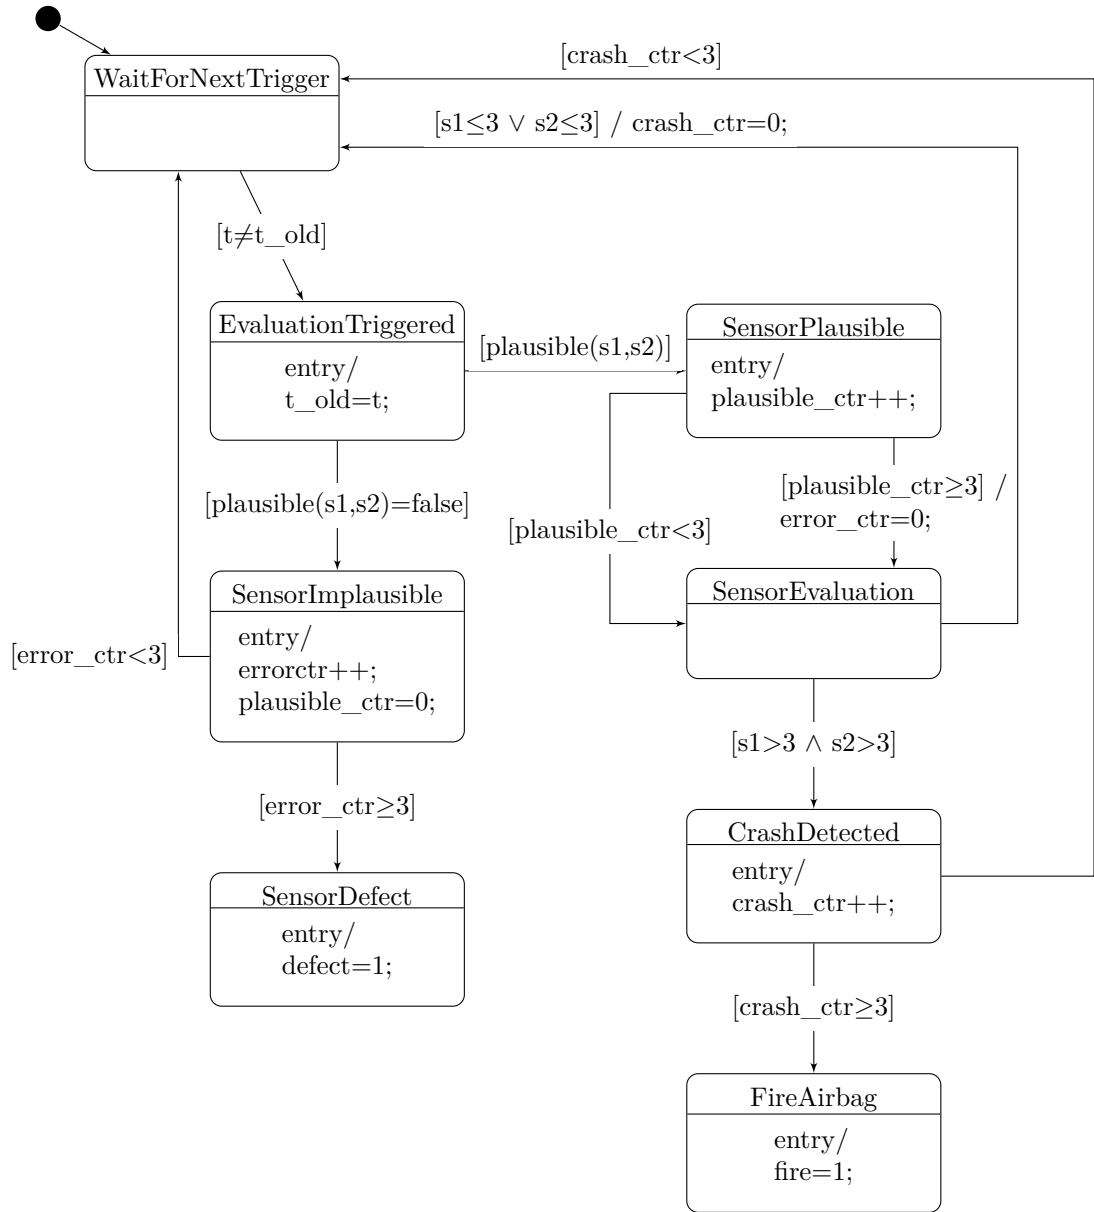 [crash_ctr<3]
WaitForNextTrigger
[s1≤3 ∨ s2≤3] / crash_ctr=0;
[t≠t_old]
EvaluationTriggered
entry/
t_old=t;
[plausible(s1,s2)]
SensorPlausible
entry/
plausible_ctr++;
[plausible(s1,s2)=false]
[plausible_ctr<3]
[plausible_ctr≥3] /
error_ctr=0;
SensorImplausible
entry/
errorctr++;
plausible_ctr=0;
SensorEvaluation
[error_ctr<3]
[s1>3 ∧ s2>3]
[error_ctr≥3]
CrashDetected
entry/
crash_ctr++;
SensorDefect
entry/
defect=1;
[crash_ctr≥3]
FireAirbag
entry/
fire=1;